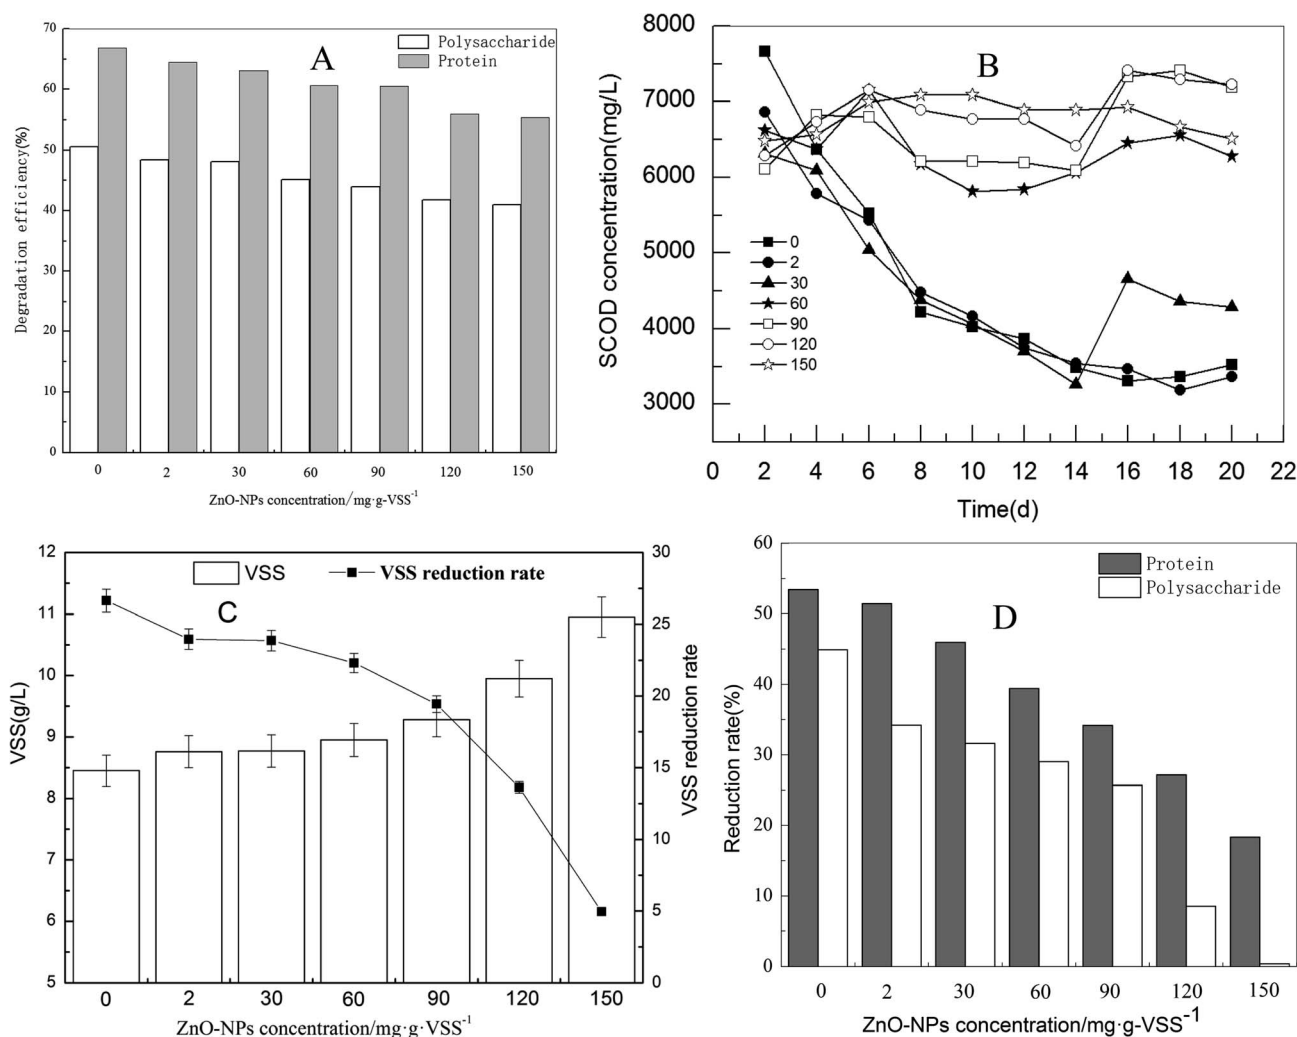 A
Polysaccharide
Protein
Degradation efficiency(%)
70
60
50
40
30
20
10
0
0 2 30 60 90 120 150
ZnO-NPs concentration/mg·g-VSS-1
B
SCOD concentration(mg/L)
8000
7000
6000
5000
4000
3000
0
2
30
60
90
120
150
0 2 4 6 8 10 12 14 16 18 20 22
Time(d)
C
VSS
VSS reduction rate
VSS(g/L)
12
11
10
9
8
7
6
5
VSS reduction rate
30
25
20
15
10
5
0
0 2 30 60 90 120 150
ZnO-NPs concentration/mg·g·VSS-1
D
Protein
Polysaccharide
Reduction rate(%)
60
50
40
30
20
10
0
0 2 30 60 90 120 150
ZnO-NPs concentration/mg·g-VSS-1